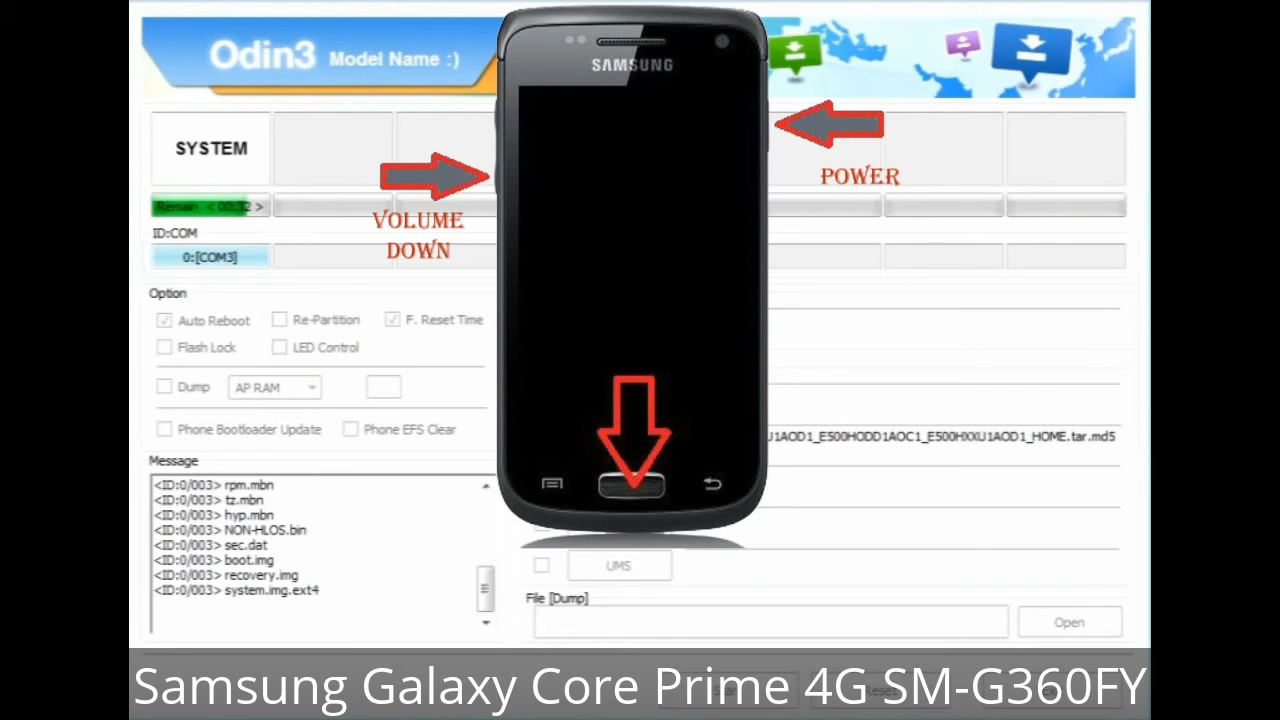 Odin3 Model Name :)
SAMSUNG
SYSTEM
POWER
Remain < 00:32 >
VOLUME
DOWN
ID:COM
0:[COM3]
Option
Auto Reboot
Re-Partition
F. Reset Time
Flash Lock
LED Control
Dump
AP RAM
Phone Bootloader Update
Phone EFS Clear
U1AOD1_E500HODD1AOC1_E500HXXU1AOD1_HOME.tar.md5
Message
<ID:0/003> rpm.mbn
<ID:0/003> tz.mbn
<ID:0/003> hyp.mbn
<ID:0/003> NON-HLOS.bin
<ID:0/003> sec.dat
<ID:0/003> boot.img
<ID:0/003> recovery.img
<ID:0/003> system.img.ext4
UMS
File [Dump]
Open
Samsung Galaxy Core Prime 4G SM-G360FY